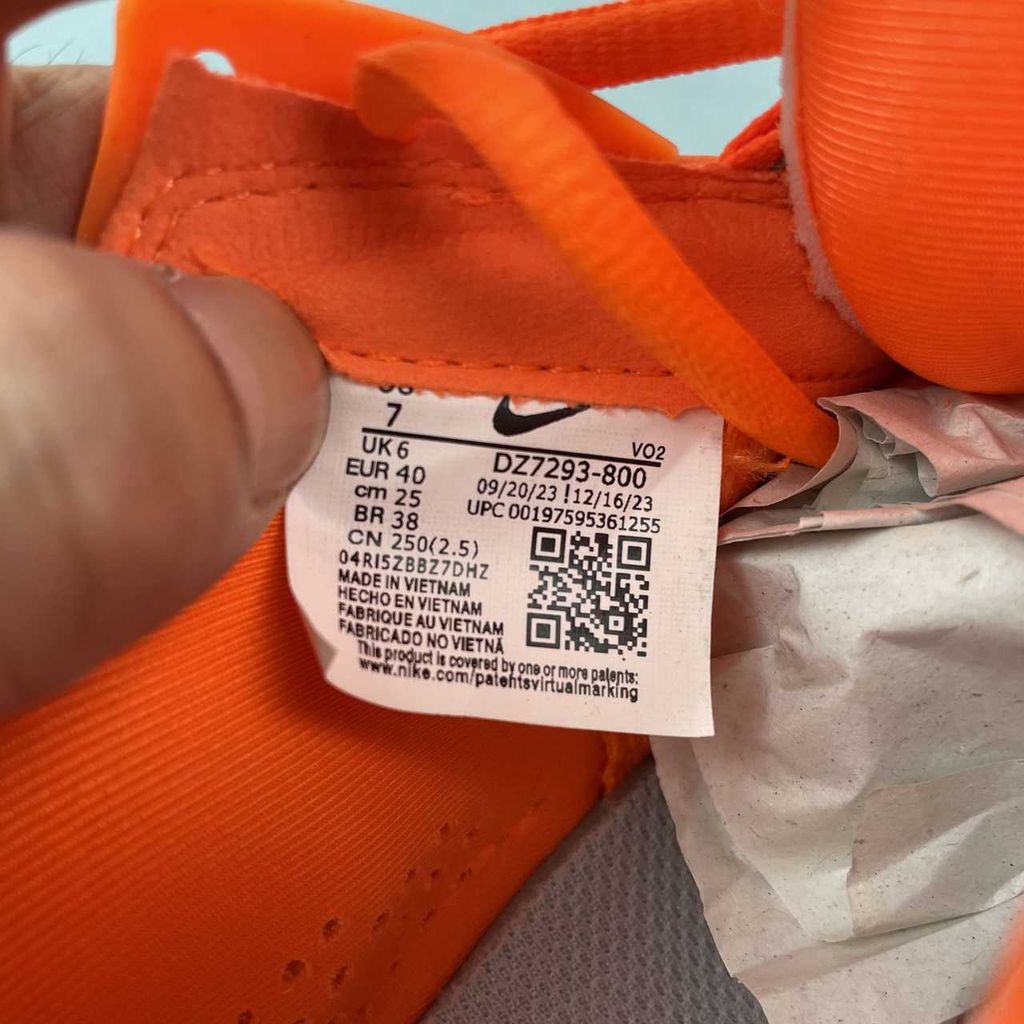 7
UK 6
EUR 40
cm 25
BR 38
CN 250(2.5)
04RI5ZBBZ7DHZ
MADE IN VIETNAM
HECHO EN VIETNAM
FABRIQUE AU VIETNAM
FABRICADO NO VIETNÃ
VO2
DZ7293-800
09/20/23 ! 12/16/23
UPC 00197595361255
This product is covered by one or more patents:
www.nike.com/patentsvirtualmarking